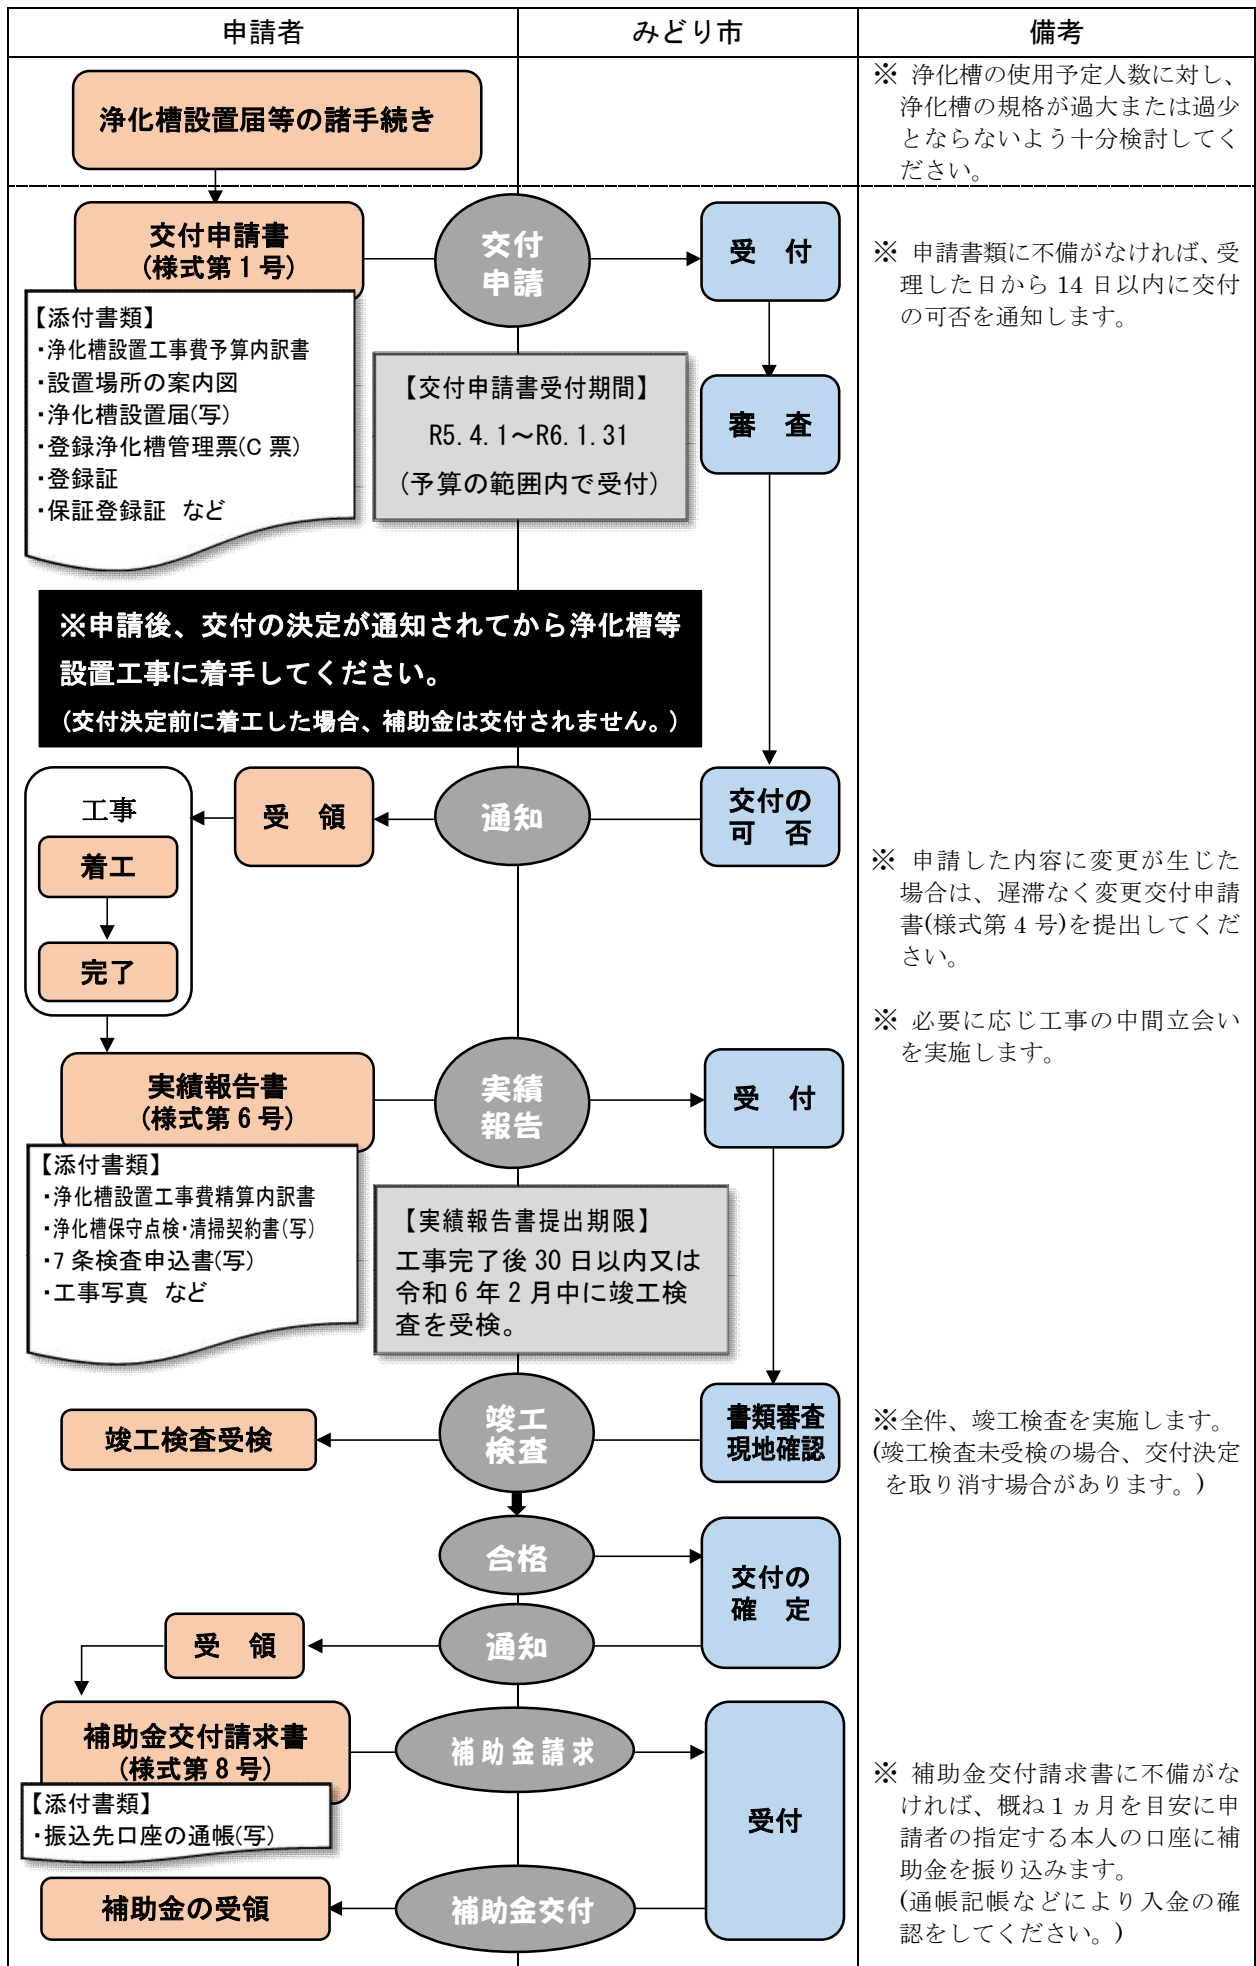 申請者
みどり市
備考
浄化槽設置届等の諸手続き
※ 浄化槽の使用予定人数に対し、
浄化槽の規格が過大または過少
とならないよう十分検討してく
ださい。
交付申請書
(様式第１号)
交付
申請
受　付
※ 申請書類に不備がなければ、受
理した日から 14 日以内に交付
の可否を通知します。
【添付書類】
・浄化槽設置工事費予算内訳書
・設置場所の案内図
・浄化槽設置届(写)
・登録浄化槽管理票(C 票)
・登録証
・保証登録証　など
【交付申請書受付期間】
R5.4.1～R6.1.31
(予算の範囲内で受付)
審　査
※申請後、交付の決定が通知されてから浄化槽等
設置工事に着手してください。
(交付決定前に着工した場合、補助金は交付されません。)
工事
着工
完了
受　領
通知
交付の
可　否
※ 申請した内容に変更が生じた
場合は、遅滞なく変更交付申請
書(様式第 4 号)を提出してくだ
さい。
※ 必要に応じ工事の中間立会い
を実施します。
実績報告書
(様式第６号)
実績
報告
受　付
【添付書類】
・浄化槽設置工事費精算内訳書
・浄化槽保守点検・清掃契約書(写)
・7 条検査申込書(写)
・工事写真　など
【実績報告書提出期限】
工事完了後 30 日以内又は
令和 6 年 2 月中に竣工検
査を受検。
竣工検査受検
竣工
検査
書類審査
現地確認
※全件、竣工検査を実施します。
(竣工検査未受検の場合、交付決定
を取り消す場合があります。)
合格
交付の
確　定
受　領
通知
補助金交付請求書
(様式第８号)
補助金請求
受付
【添付書類】
・振込先口座の通帳(写)
※ 補助金交付請求書に不備がな
ければ、概ね 1 ヵ月を目安に申
請者の指定する本人の口座に補
助金を振り込みます。
(通帳記帳などにより入金の確
認をしてください。)
補助金の受領
補助金交付